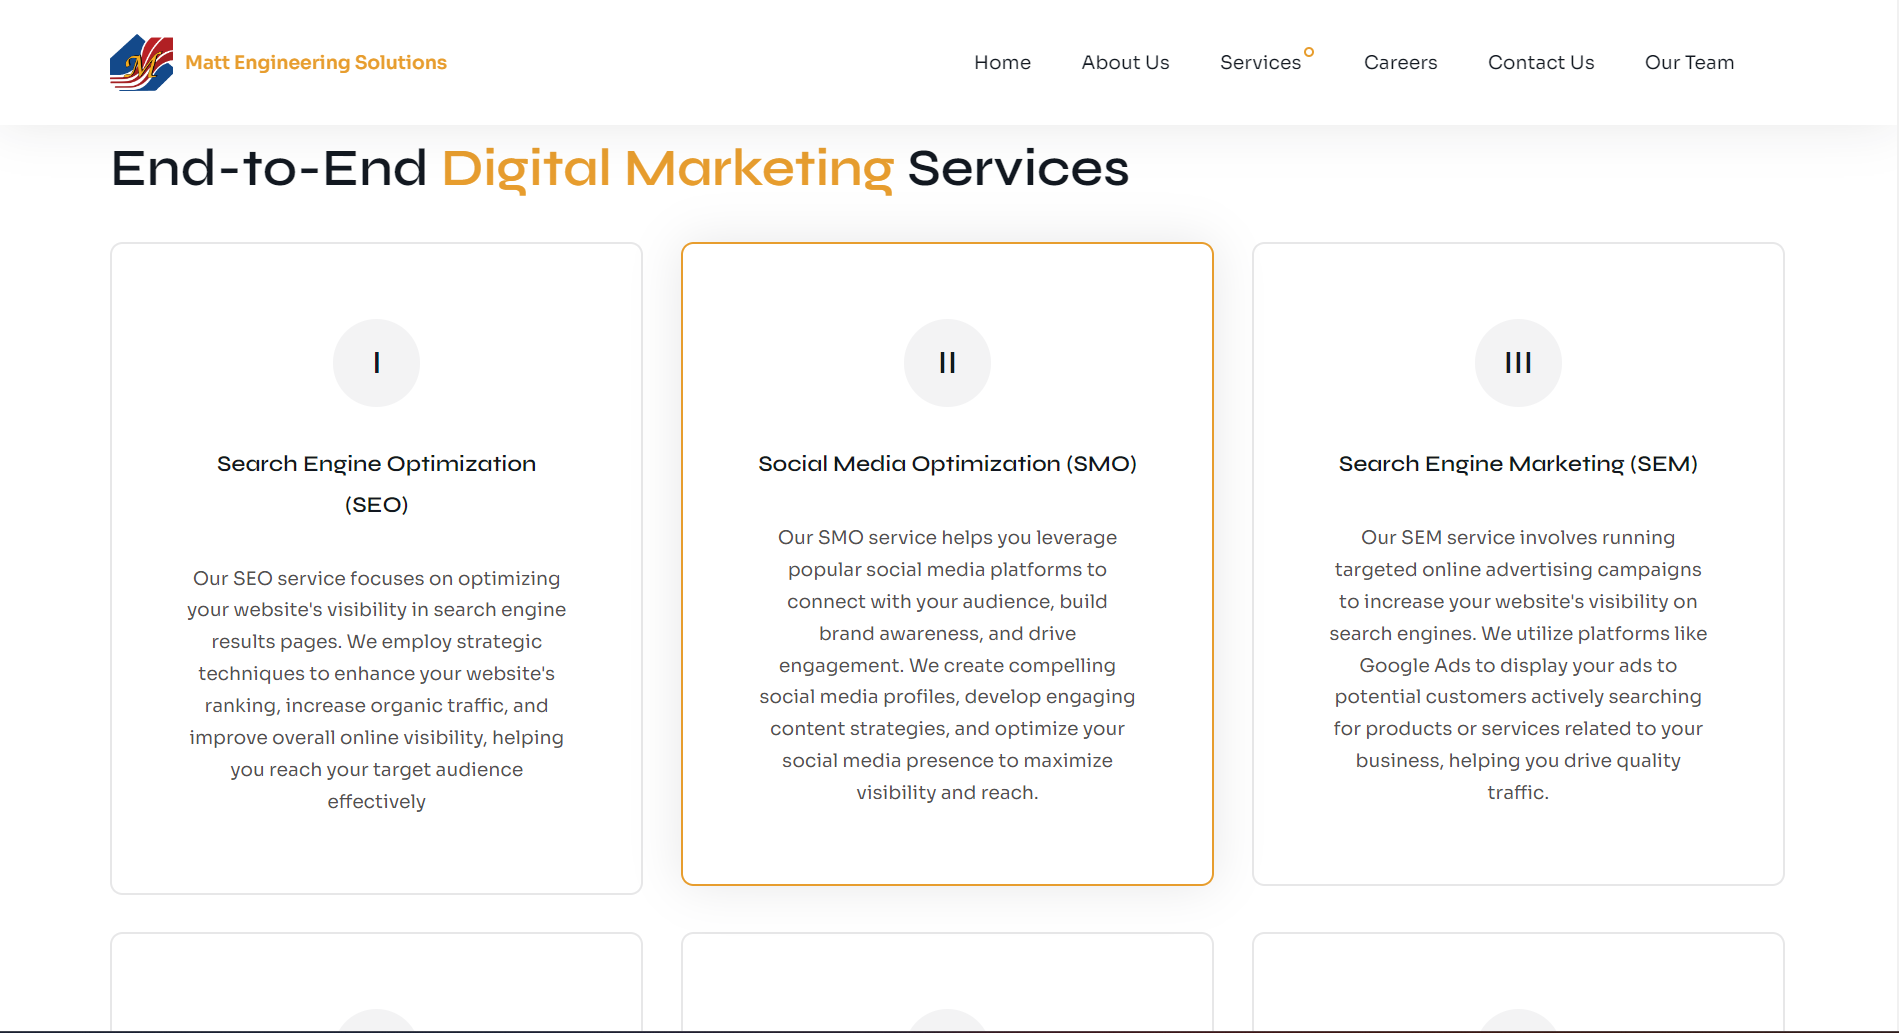 M
Matt Engineering Solutions
Home
About Us
Services
Careers
Contact Us
Our Team
End-to-End Digital Marketing Services
I
Search Engine Optimization
(SEO)
Our SEO service focuses on optimizing
your website's visibility in search engine
results pages. We employ strategic
techniques to enhance your website's
ranking, increase organic traffic, and
improve overall online visibility, helping
you reach your target audience
effectively
II
Social Media Optimization (SMO)
Our SMO service helps you leverage
popular social media platforms to
connect with your audience, build
brand awareness, and drive
engagement. We create compelling
social media profiles, develop engaging
content strategies, and optimize your
social media presence to maximize
visibility and reach.
III
Search Engine Marketing (SEM)
Our SEM service involves running
targeted online advertising campaigns
to increase your website's visibility on
search engines. We utilize platforms like
Google Ads to display your ads to
potential customers actively searching
for products or services related to your
business, helping you drive quality
traffic.